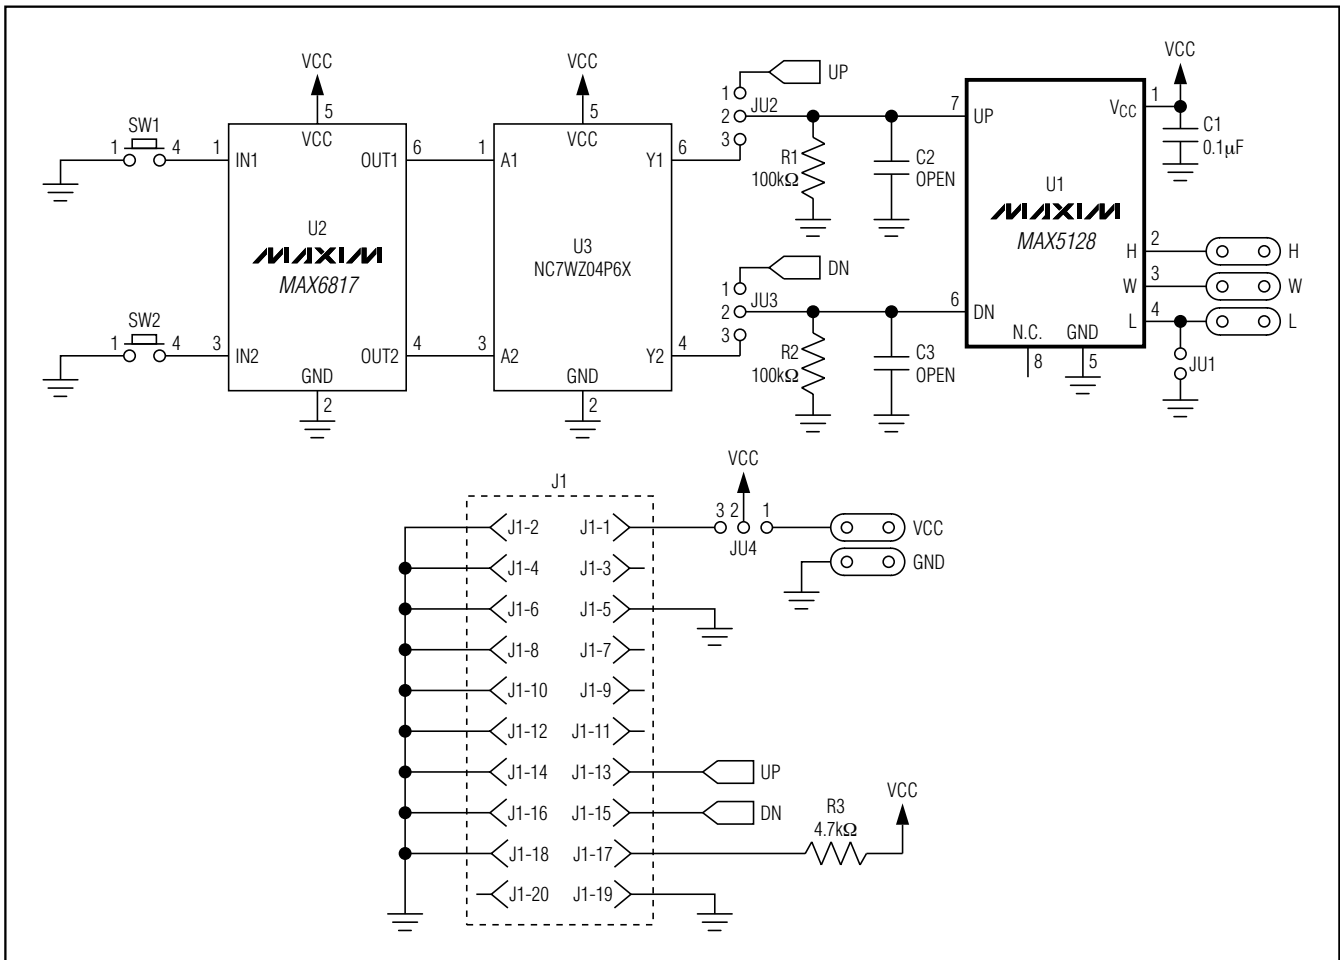 VCC
5
VCC
SW1
1 4
1 IN1
OUT1 6
U2
MAXIM
MAX6817
SW2
1 4
3 IN2
OUT2 4
GND
2
VCC
5
VCC
1 A1
Y1 6
U3
NC7WZ04P6X
3 A2
Y2 4
GND
2
UP
1
2 JU2
3
R1
100kΩ
C2
OPEN
DN
1
2 JU3
3
R2
100kΩ
C3
OPEN
7 UP
VCC 1
VCC
C1
0.1µF
U1
MAXIM
MAX5128
H 2 H
W 3 W
L 4 L
6 DN
N.C. GND
8 5
JU1
J1
VCC
3 2 1
JU4
VCC
GND
J1-2 J1-1
J1-4 J1-3
J1-6 J1-5
J1-8 J1-7
J1-10 J1-9
J1-12 J1-11
J1-14 J1-13 UP
J1-16 J1-15 DN
J1-18 J1-17
R3
4.7kΩ
VCC
J1-20 J1-19